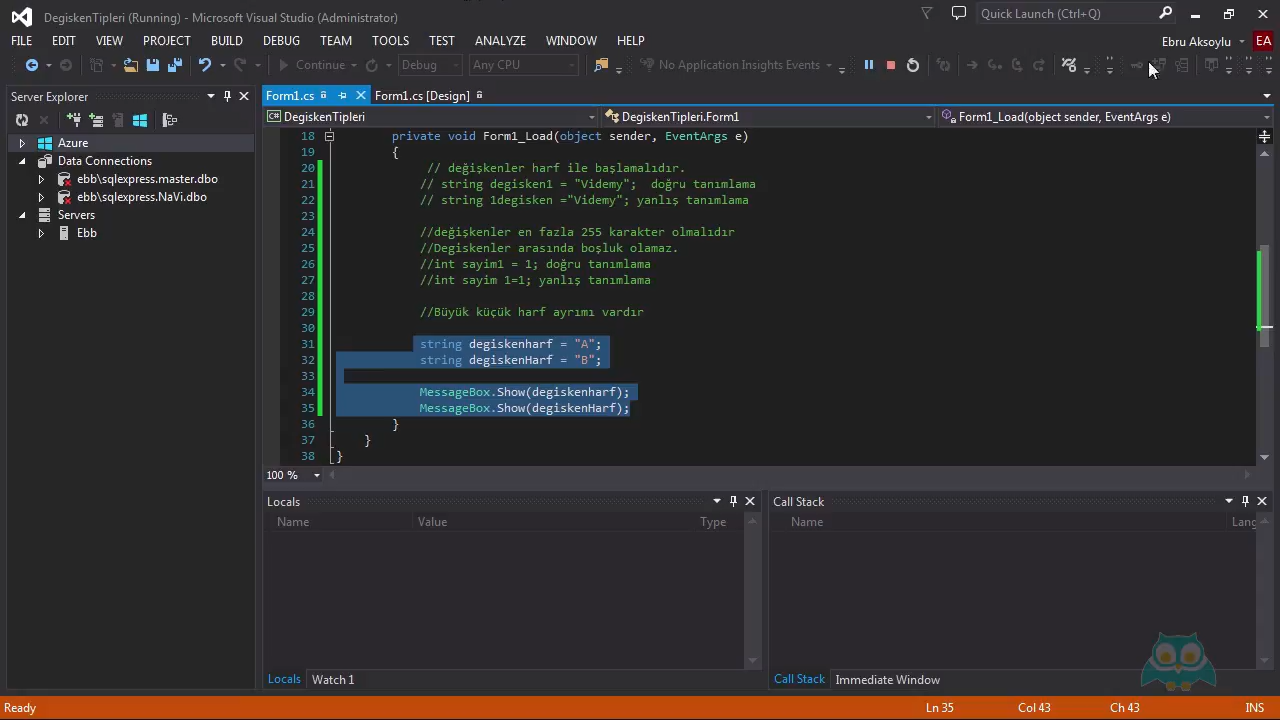 DegiskenTipleri (Running) - Microsoft Visual Studio (Administrator)
Quick Launch (Ctrl+Q)
FILE EDIT VIEW PROJECT BUILD DEBUG TEAM TOOLS TEST ANALYZE WINDOW HELP
Ebru Aksoylu EA
Continue Debug Any CPU No Application Insights Events
Server Explorer
Azure
Data Connections
ebb\sqlexpress.master.dbo
ebb\sqlexpress.NaVi.dbo
Servers
Ebb
Form1.cs Form1.cs [Design]
DegiskenTipleri DegiskenTipleri.Form1 Form1_Load(object sender, EventArgs e)
18 private void Form1_Load(object sender, EventArgs e)
19 {
20 // değişkenler harf ile başlamalıdır.
21 // string degisken1 = "Videmy"; doğru tanımlama
22 // string 1degisken ="Videmy"; yanlış tanımlama
23
24 //değişkenler en fazla 255 karakter olmalıdır
25 //Degiskenler arasında boşluk olamaz.
26 //int sayim1 = 1; doğru tanımlama
27 //int sayim 1=1; yanlış tanımlama
28
29 //Büyük küçük harf ayrımı vardır
30
31 string degiskenharf = "A";
32 string degiskenHarf = "B";
33
34 MessageBox.Show(degiskenharf);
35 MessageBox.Show(degiskenHarf);
36 }
37 }
38 }
100 %
Locals
Name Value Type
Locals Watch 1
Call Stack
Name Lang
Call Stack Immediate Window
Ready Ln 35 Col 43 Ch 43 INS